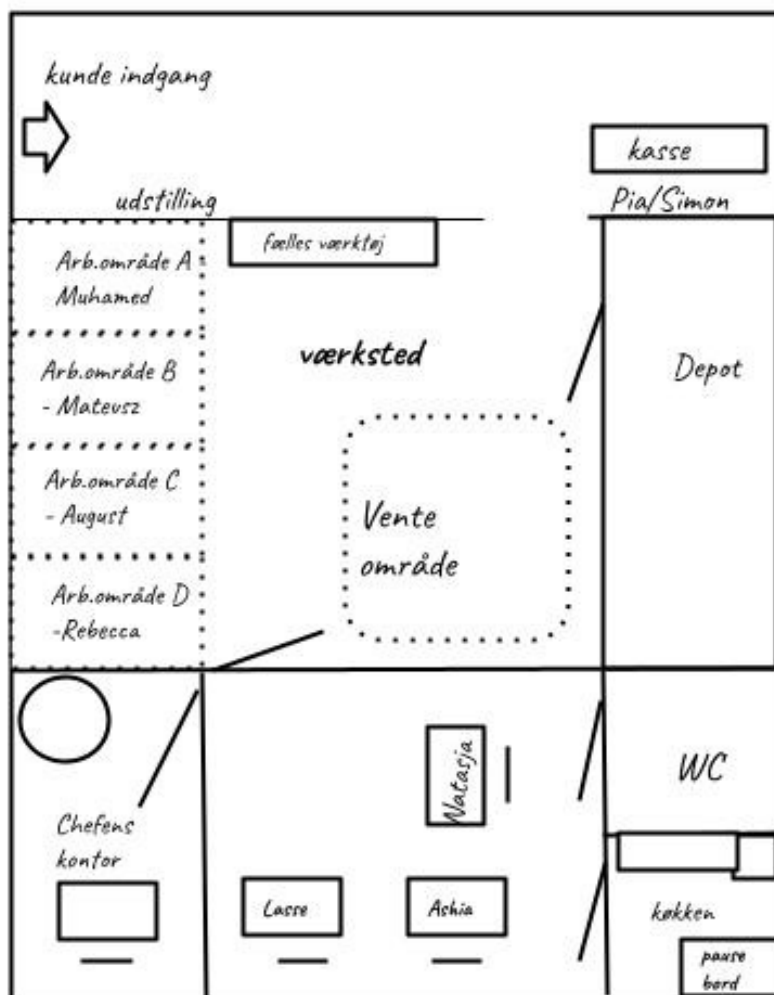 kunde indgang
kasse
udstilling
Pia/Simon
fælles værktøj
Arb.område A
Muhamed
værksted
Depot
Arb.område B
- Mateusz
Arb.område C
- August
Vente
område
Arb.område D
-Rebecca
Natasja
WC
Chefens
kontor
Lasse
Ashia
køkken
pause
bord